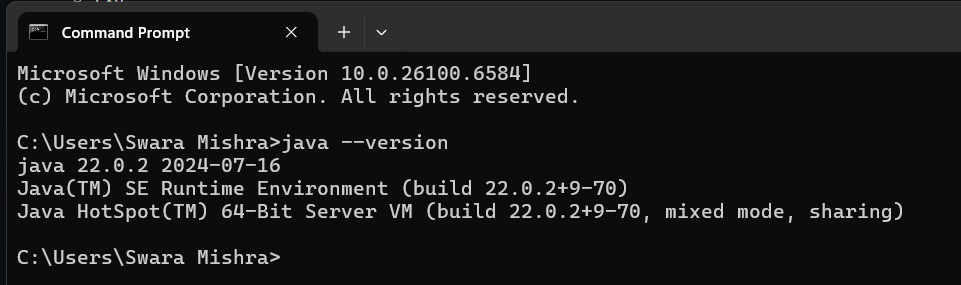 Command Prompt
Microsoft Windows [Version 10.0.26100.6584]
(c) Microsoft Corporation. All rights reserved.
C:\Users\Swara Mishra>java --version
java 22.0.2 2024-07-16
Java(TM) SE Runtime Environment (build 22.0.2+9-70)
Java HotSpot(TM) 64-Bit Server VM (build 22.0.2+9-70, mixed mode, sharing)
C:\Users\Swara Mishra>